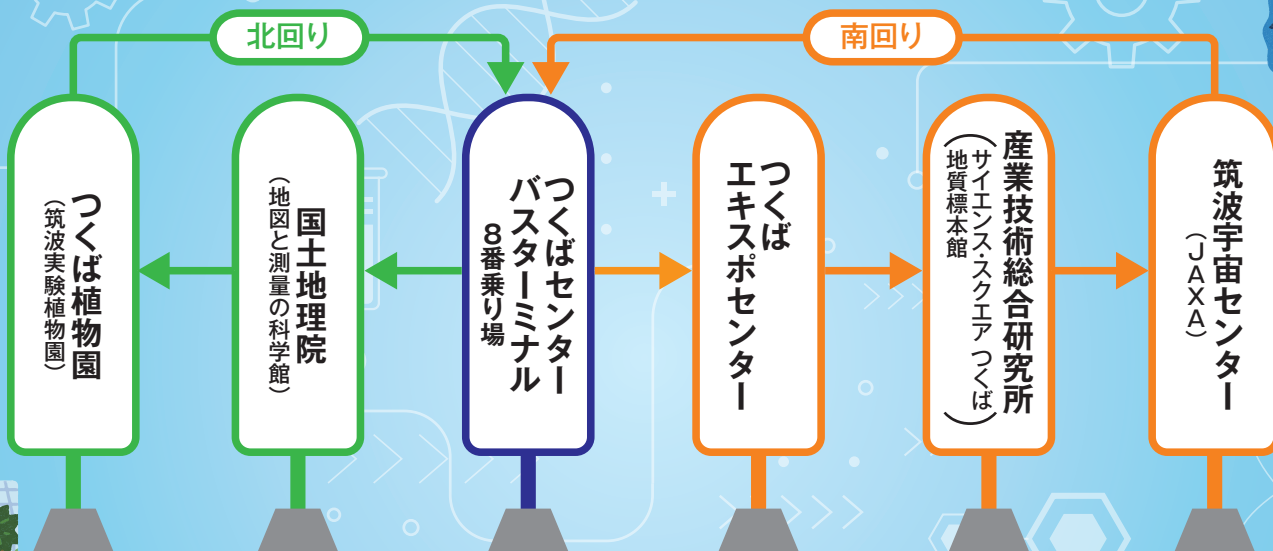 北回り
南回り
つくば植物園
（筑波実験植物園）
国土地理院
（地図と測量の科学館）
つくばセンター
バスターミナル
8番乗り場
つくば
エキスポセンター
産業技術総合研究所
（サイエンス・スクエア つくば
地質標本館）
筑波宇宙センター
（JAXA）